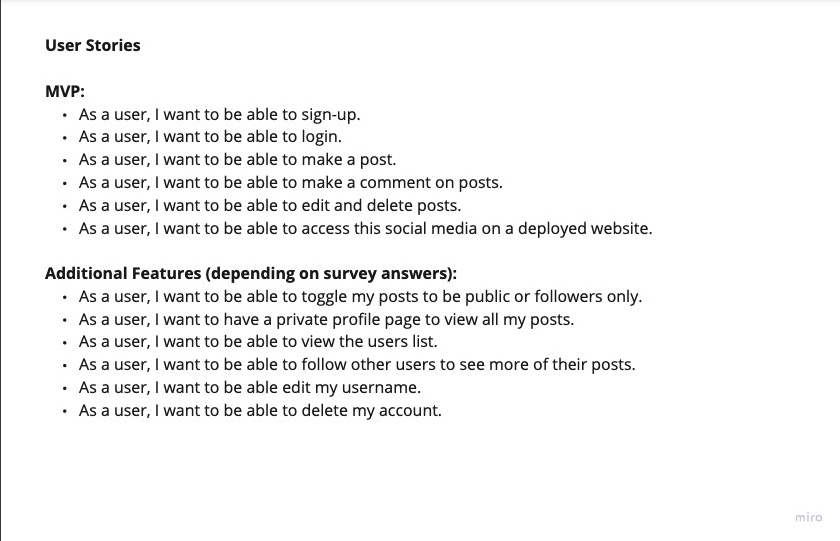 User Stories
MVP:
• As a user, I want to be able to sign-up.
• As a user, I want to be able to login.
• As a user, I want to be able to make a post.
• As a user, I want to be able to make a comment on posts.
• As a user, I want to be able to edit and delete posts.
• As a user, I want to be able to access this social media on a deployed website.
Additional Features (depending on survey answers):
• As a user, I want to be able to toggle my posts to be public or followers only.
• As a user, I want to have a private profile page to view all my posts.
• As a user, I want to be able to view the users list.
• As a user, I want to be able to follow other users to see more of their posts.
• As a user, I want to be able edit my username.
• As a user, I want to be able to delete my account.
miro